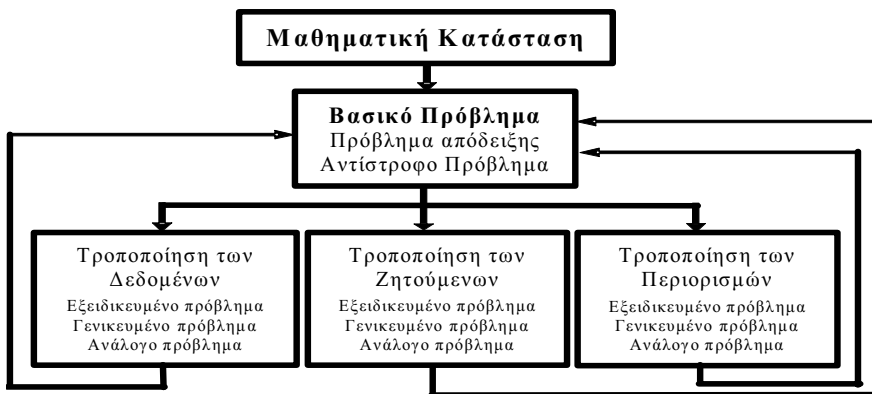 Μαθηματική Κατάσταση
Βασικό Πρόβλημα
Πρόβλημα απόδειξης
Αντίστροφο Πρόβλημα
Τροποποίηση των
Δεδομένων
Εξειδικευμένο πρόβλημα
Γενικευμένο πρόβλημα
Ανάλογο πρόβλημα
Τροποποίηση των
Ζητούμενων
Εξειδικευμένο πρόβλημα
Γενικευμένο πρόβλημα
Ανάλογο πρόβλημα
Τροποποίηση των
Περιορισμών
Εξειδικευμένο πρόβλημα
Γενικευμένο πρόβλημα
Ανάλογο πρόβλημα